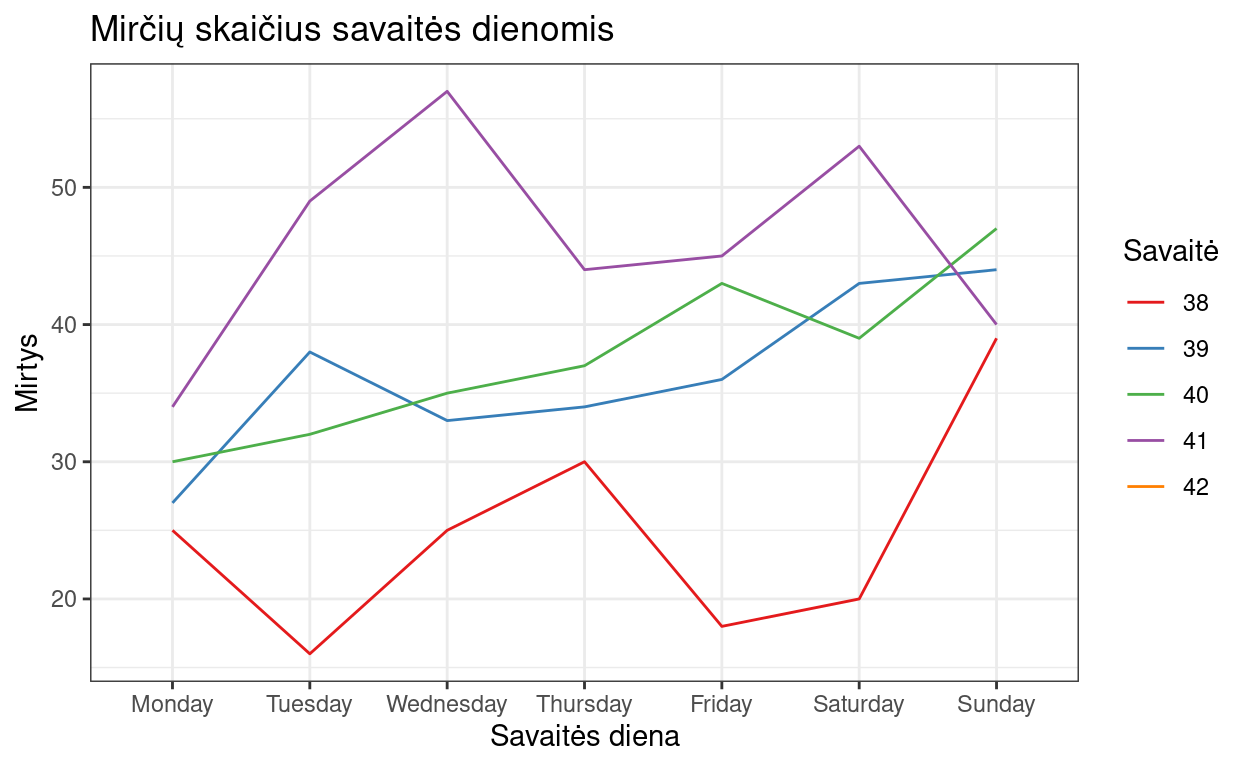 Mirčių skaičius savaitės dienomis
Mirtys
50
40
30
20
Monday Tuesday Wednesday Thursday Friday Saturday Sunday
Savaitės diena
Savaitė
38
39
40
41
42